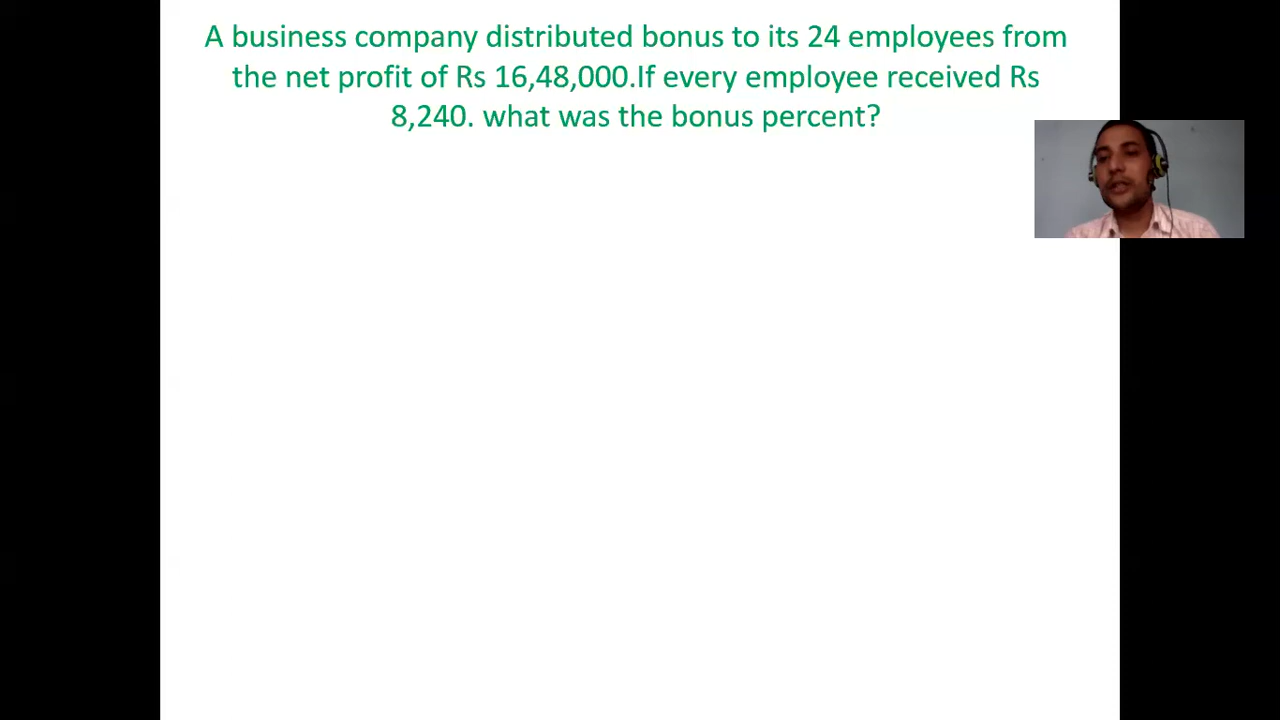 A business company distributed bonus to its 24 employees from
the net profit of Rs 16,48,000.If every employee received Rs
8,240. what was the bonus percent?